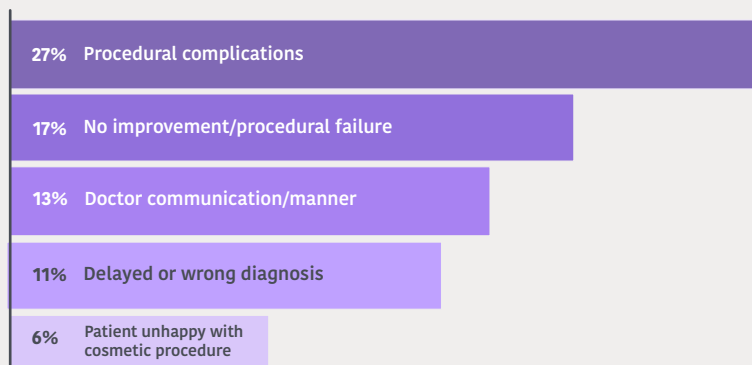 27% Procedural complications
17% No improvement/procedural failure
13% Doctor communication/manner
11% Delayed or wrong diagnosis
6% Patient unhappy with
cosmetic procedure